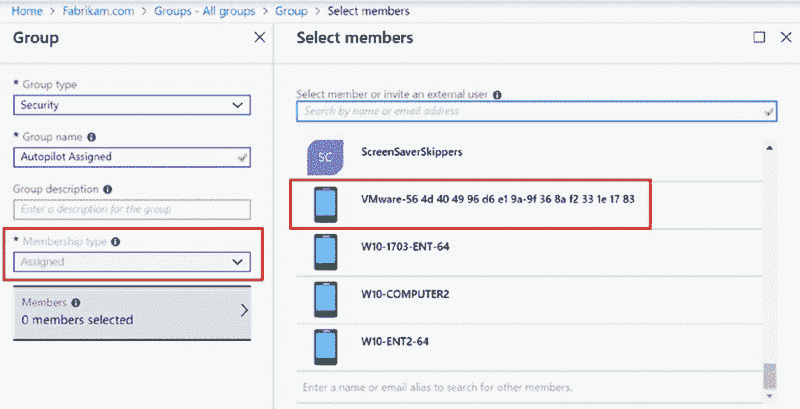 Home > Fabrikam.com > Groups - All groups > Group > Select members
Group
* Group type
Security
* Group name
Autopilot Assigned
Group description
Enter a description for the group
* Membership type
Assigned
Members
0 members selected
Select members
Select member or invite an external user
Search by name or email address
SC
ScreenSaverSkippers
VMware-56 4d 40 49 96 d6 e1 9a-9f 36 8a f2 33 1e 17 83
W10-1703-ENT-64
W10-COMPUTER2
W10-ENT2-64
Enter a name or email alias to search for other members.